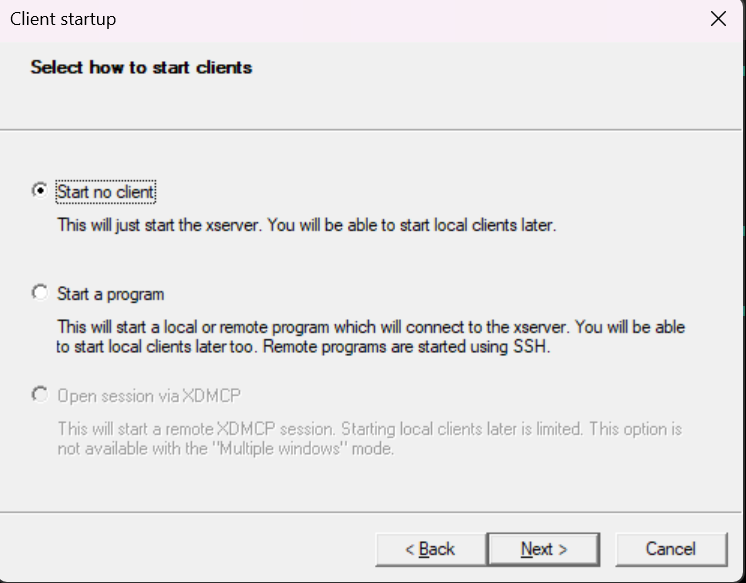 Client startup
Select how to start clients
Start no client
This will just start the xserver. You will be able to start local clients later.
Start a program
This will start a local or remote program which will connect to the xserver. You will be able
to start local clients later too. Remote programs are started using SSH.
Open session via XDMCP
This will start a remote XDMCP session. Starting local clients later is limited. This option is
not available with the "Multiple windows" mode.
< Back
Next >
Cancel